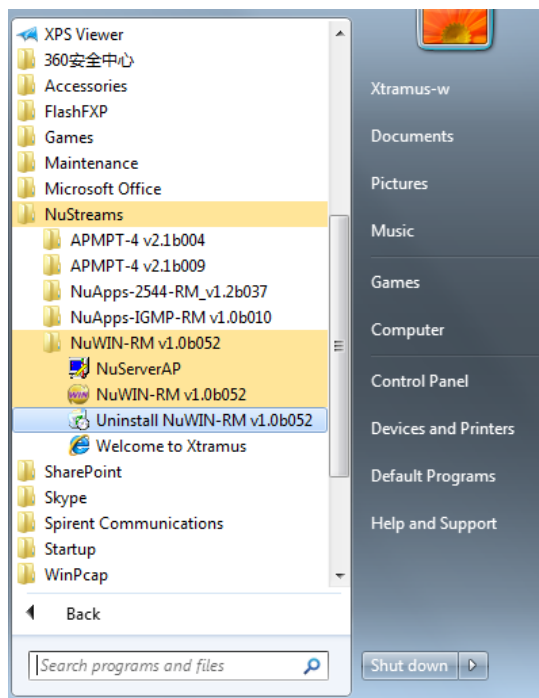 XPS Viewer
360安全中心
Accessories
FlashFXP
Games
Maintenance
Microsoft Office
NuStreams
APMPT-4 v2.1b004
APMPT-4 v2.1b009
NuApps-2544-RM_v1.2b037
NuApps-IGMP-RM v1.0b010
NuWIN-RM v1.0b052
NuServerAP
NuWIN-RM v1.0b052
Uninstall NuWIN-RM v1.0b052
Welcome to Xtramus
SharePoint
Skype
Spirent Communications
Startup
WinPcap
Back
Search programs and files
Xtramus-w
Documents
Pictures
Music
Games
Computer
Control Panel
Devices and Printers
Default Programs
Help and Support
Shut down